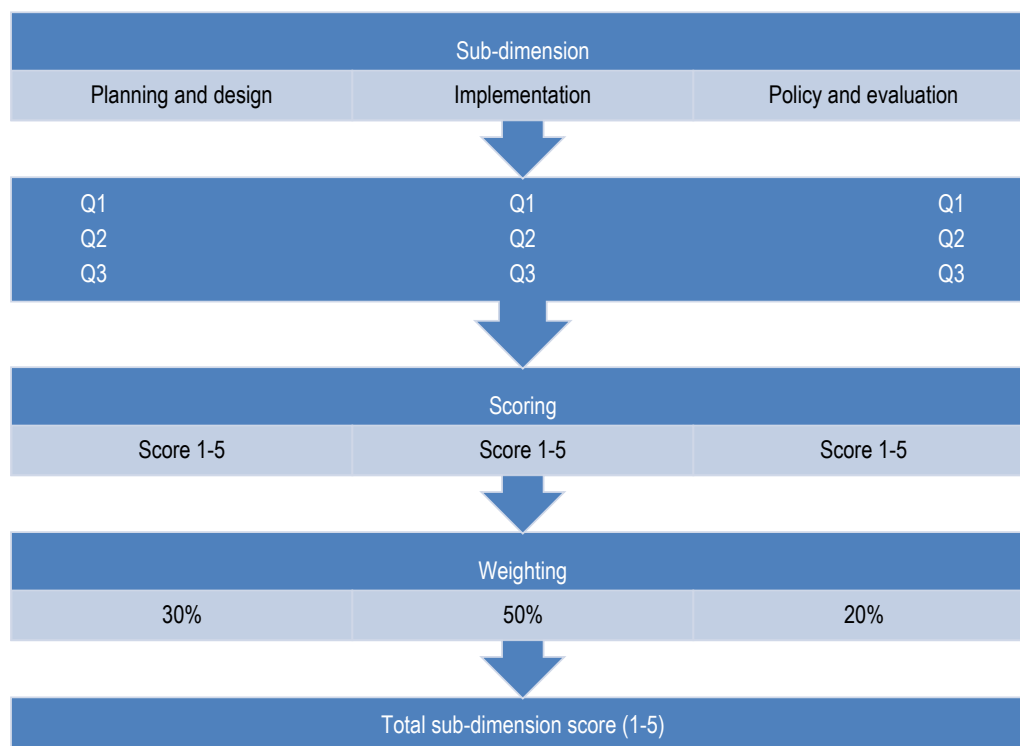 Sub-dimension
Planning and design Implementation Policy and evaluation
Q1 Q1 Q1
Q2 Q2 Q2
Q3 Q3 Q3
Scoring
Score 1-5 Score 1-5 Score 1-5
Weighting
30% 50% 20%
Total sub-dimension score (1-5)